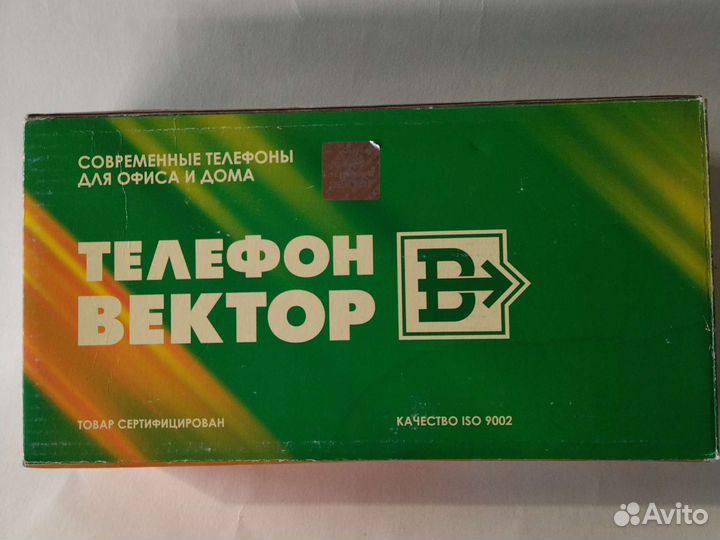 СОВРЕМЕННЫЕ ТЕЛЕФОНЫ
ДЛЯ ОФИСА И ДОМА
ТЕЛЕФОН
ВЕКТОР
В
ТОВАР СЕРТИФИЦИРОВАН
КАЧЕСТВО ISO 9002
Avito